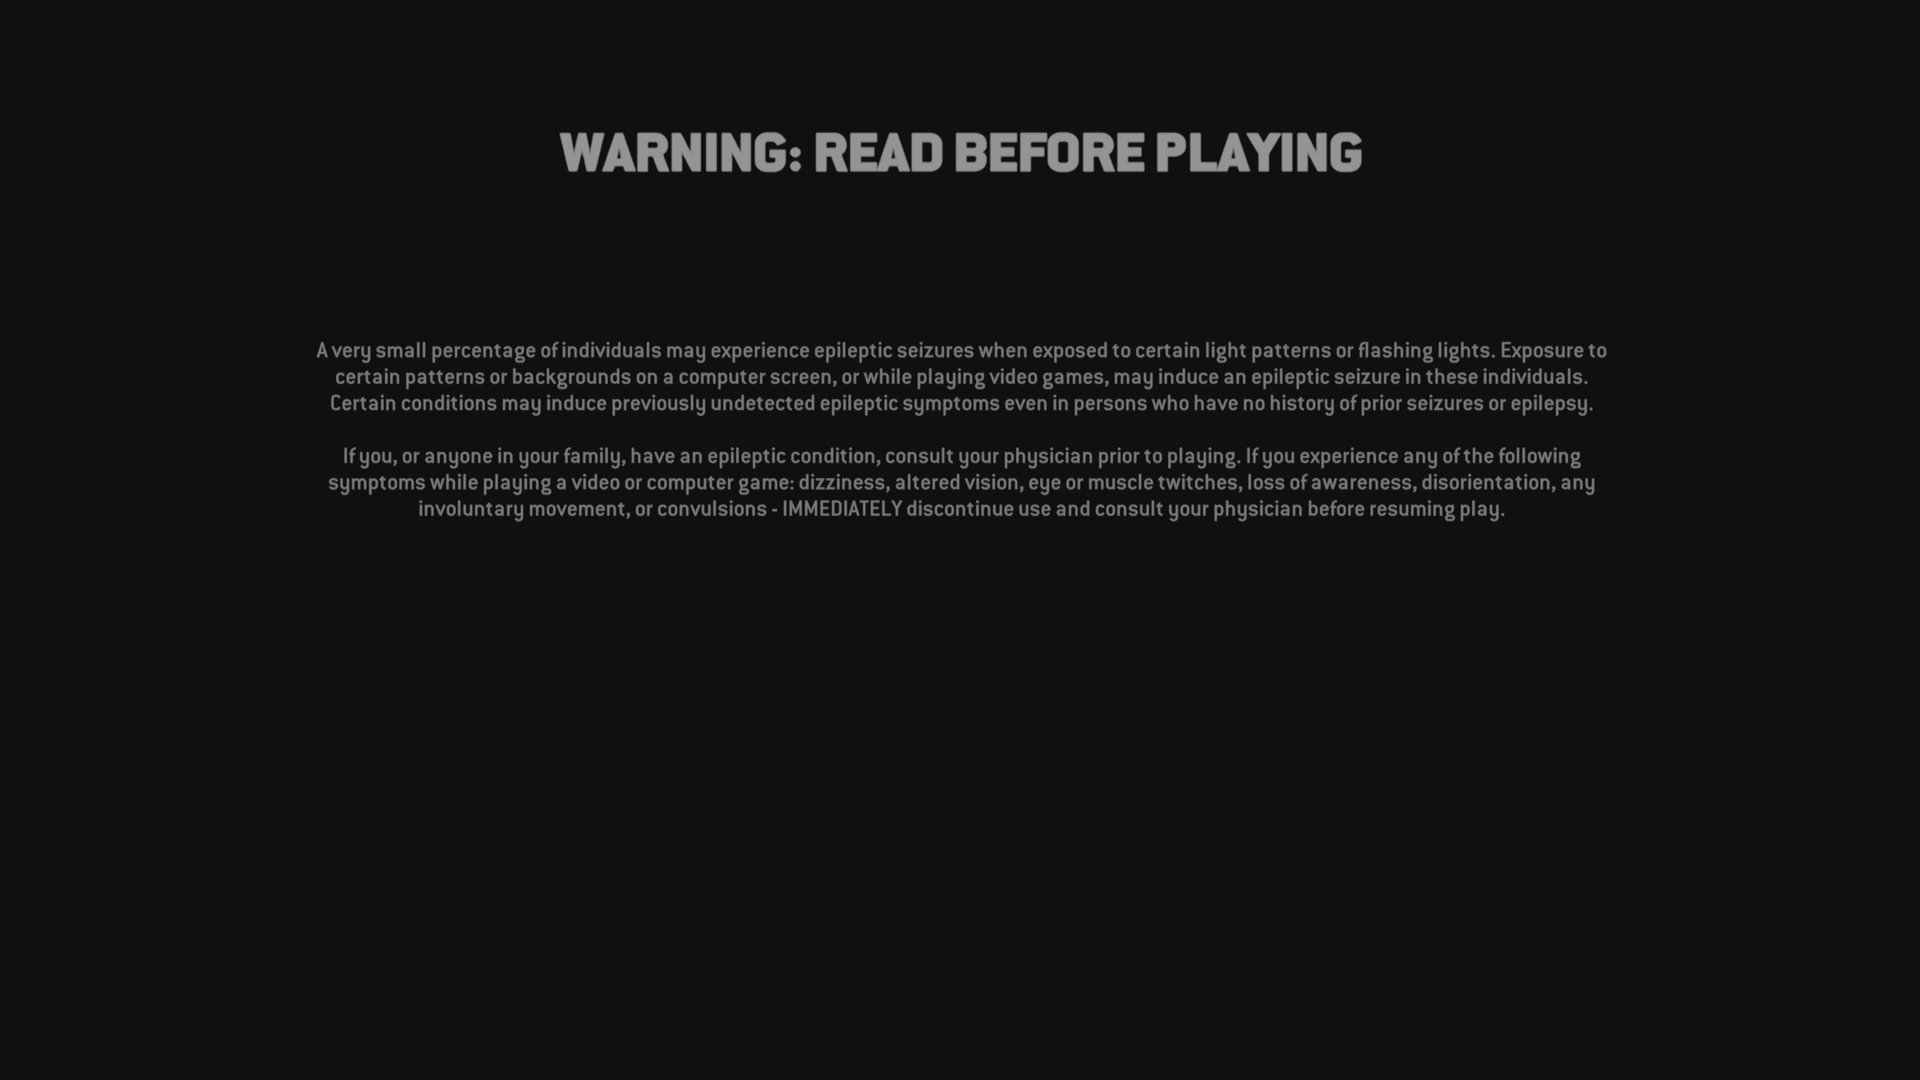 WARNING: READ BEFORE PLAYING
A very small percentage of individuals may experience epileptic seizures when exposed to certain light patterns or flashing lights. Exposure to
certain patterns or backgrounds on a computer screen, or while playing video games, may induce an epileptic seizure in these individuals.
Certain conditions may induce previously undetected epileptic symptoms even in persons who have no history of prior seizures or epilepsy.
If you, or anyone in your family, have an epileptic condition, consult your physician prior to playing. If you experience any of the following
symptoms while playing a video or computer game: dizziness, altered vision, eye or muscle twitches, loss of awareness, disorientation, any
involuntary movement, or convulsions - IMMEDIATELY discontinue use and consult your physician before resuming play.